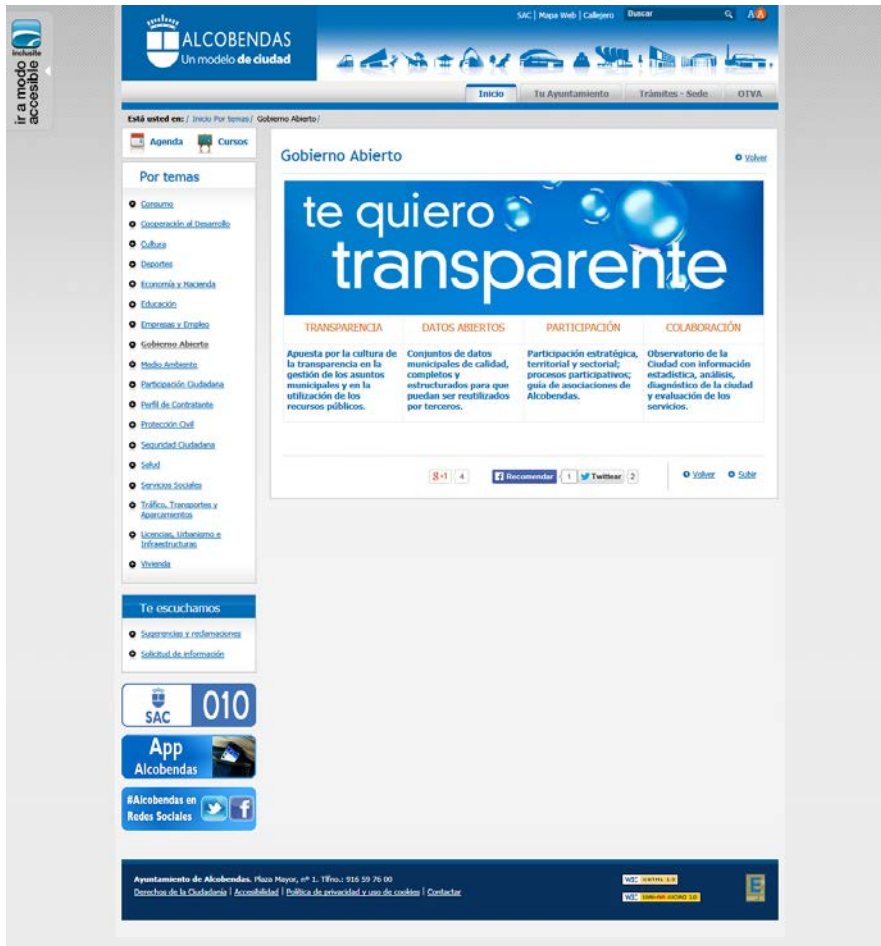 inclusite
ir a modo
accesible
ALCOBENDAS
Un modelo de ciudad
SAC | Mapa Web | Callejero
Buscar
A A
Inicio
Tu Ayuntamiento
Trámites - Sede
OTVA
Está usted en: / Inicio Por temas / Gobierno Abierto /
Agenda
Cursos
Por temas
Consumo
Cooperación al Desarrollo
Cultura
Deportes
Economía y Hacienda
Educación
Empresas y Empleo
Gobierno Abierto
Medio Ambiente
Participación Ciudadana
Perfil de Contratante
Protección Civil
Seguridad Ciudadana
Salud
Servicios Sociales
Tráfico, Transportes y
Aparcamientos
Licencias, Urbanismo e
Infraestructuras
Vivienda
Te escuchamos
Sugerencias y reclamaciones
Solicitud de información
SAC 010
App
Alcobendas
#Alcobendas en
Redes Sociales
Gobierno Abierto
Volver
te quiero
transparente
TRANSPARENCIA
Apuesta por la cultura de
la transparencia en la
gestión de los asuntos
municipales y en la
utilización de los
recursos públicos.
DATOS ABIERTOS
Conjuntos de datos
municipales de calidad,
completos y
estructurados para que
puedan ser reutilizados
por terceros.
PARTICIPACIÓN
Participación estratégica,
territorial y sectorial;
procesos participativos;
guía de asociaciones de
Alcobendas.
COLABORACIÓN
Observatorio de la
Ciudad con información
estadística, análisis,
diagnóstico de la ciudad
y evaluación de los
servicios.
g+1 4
Recomendar 1
Twittear 2
Volver
Subir
Ayuntamiento de Alcobendas. Plaza Mayor, nº 1. Tlfno.: 916 59 76 00
Derechos de la Ciudadanía | Accesibilidad | Política de privacidad y uso de cookies | Contactar
W3C XHTML 1.0
W3C